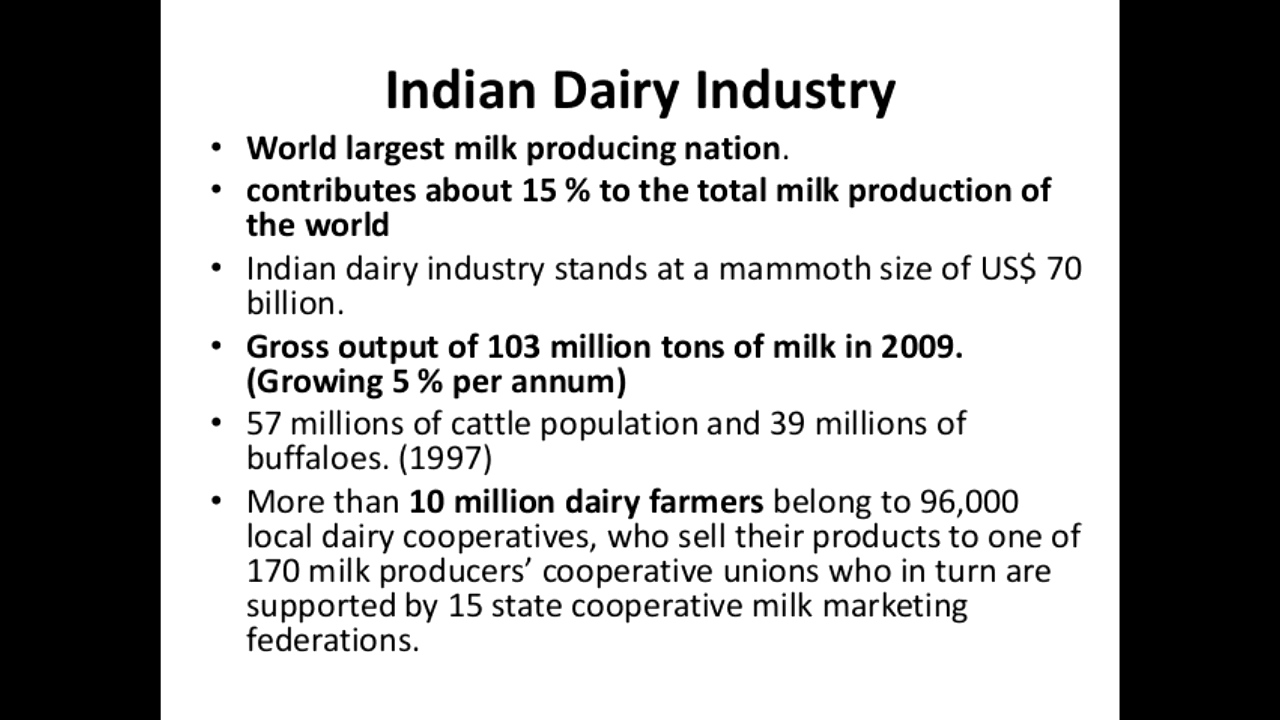 Indian Dairy Industry
• World largest milk producing nation.
• contributes about 15 % to the total milk production of
the world
• Indian dairy industry stands at a mammoth size of US$ 70
billion.
• Gross output of 103 million tons of milk in 2009.
(Growing 5 % per annum)
• 57 millions of cattle population and 39 millions of
buffaloes. (1997)
• More than 10 million dairy farmers belong to 96,000
local dairy cooperatives, who sell their products to one of
170 milk producers’ cooperative unions who in turn are
supported by 15 state cooperative milk marketing
federations.